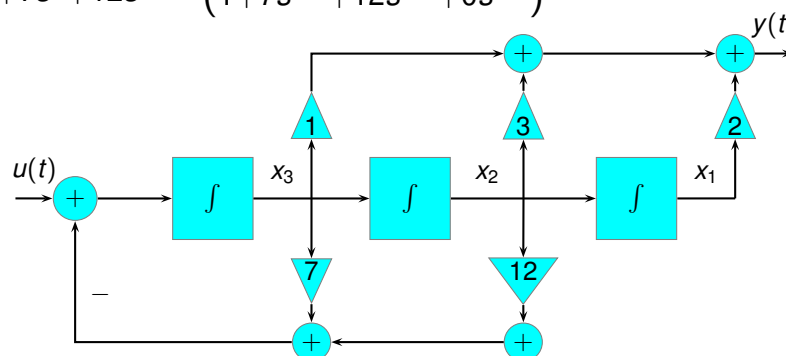 y(t
1 3 2
u(t) x₃ x₂ x₁
+ ∫ ∫ ∫
7 12
−
+ +